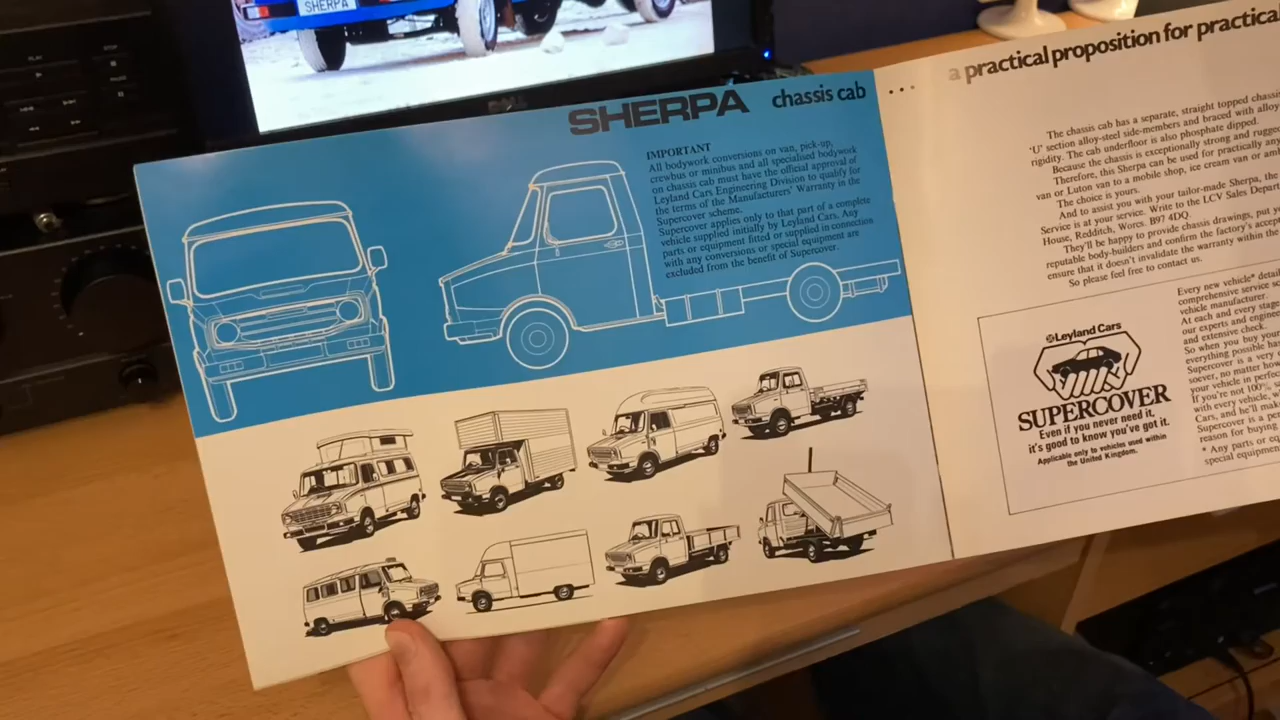 SHERPA
SHERPA chassis cab
IMPORTANT
All bodywork conversions on van, pick-up,
crewbus or minibus and all specialised bodywork
on chassis cab must have the official approval of
Leyland Cars Engineering Division to qualify for
the terms of the Manufacturers' Warranty in the
Supercover scheme.
Supercover applies only to that part of a complete
vehicle supplied initially by Leyland Cars. Any
parts or equipment fitted or supplied in connection
with any conversions or special equipment are
excluded from the benefit of Supercover.
... a practical proposition for practical
The chassis cab has a separate, straight topped chassis
'U' section alloy-steel side-members and braced with alloy
rigidity. The cab underfloor is also phosphate dipped.
Because the chassis is exceptionally strong and rugged
Therefore, this Sherpa can be used for practically any
van or Luton van to a mobile shop, ice cream van or
The choice is yours.
And to assist you with your tailor-made Sherpa, the
Service is at your service. Write to the LCV Sales
House, Redditch, Worcs. B97 4DQ.
They'll be happy to provide chassis drawings, put
reputable body-builders and confirm the factory's
ensure that it doesn't invalidate the warranty within the
So please feel free to contact us.
Leyland Cars
SUPERCOVER
Even if you never need it,
it's good to know you've got it.
Applicable only to vehicles used within
the United Kingdom.
Every new vehicle*
comprehensive service
vehicle manufacturer.
At each and every stage
our experts and
and extensive check.
So when you buy your
everything possible has
Supercover is a very
soever, no matter how
your vehicle in
If you're not 100%
with every vehicle,
Cars, and he'll make
Supercover is a
reason for buying
* Any parts or
special
PLAY
STOP
PAUSE